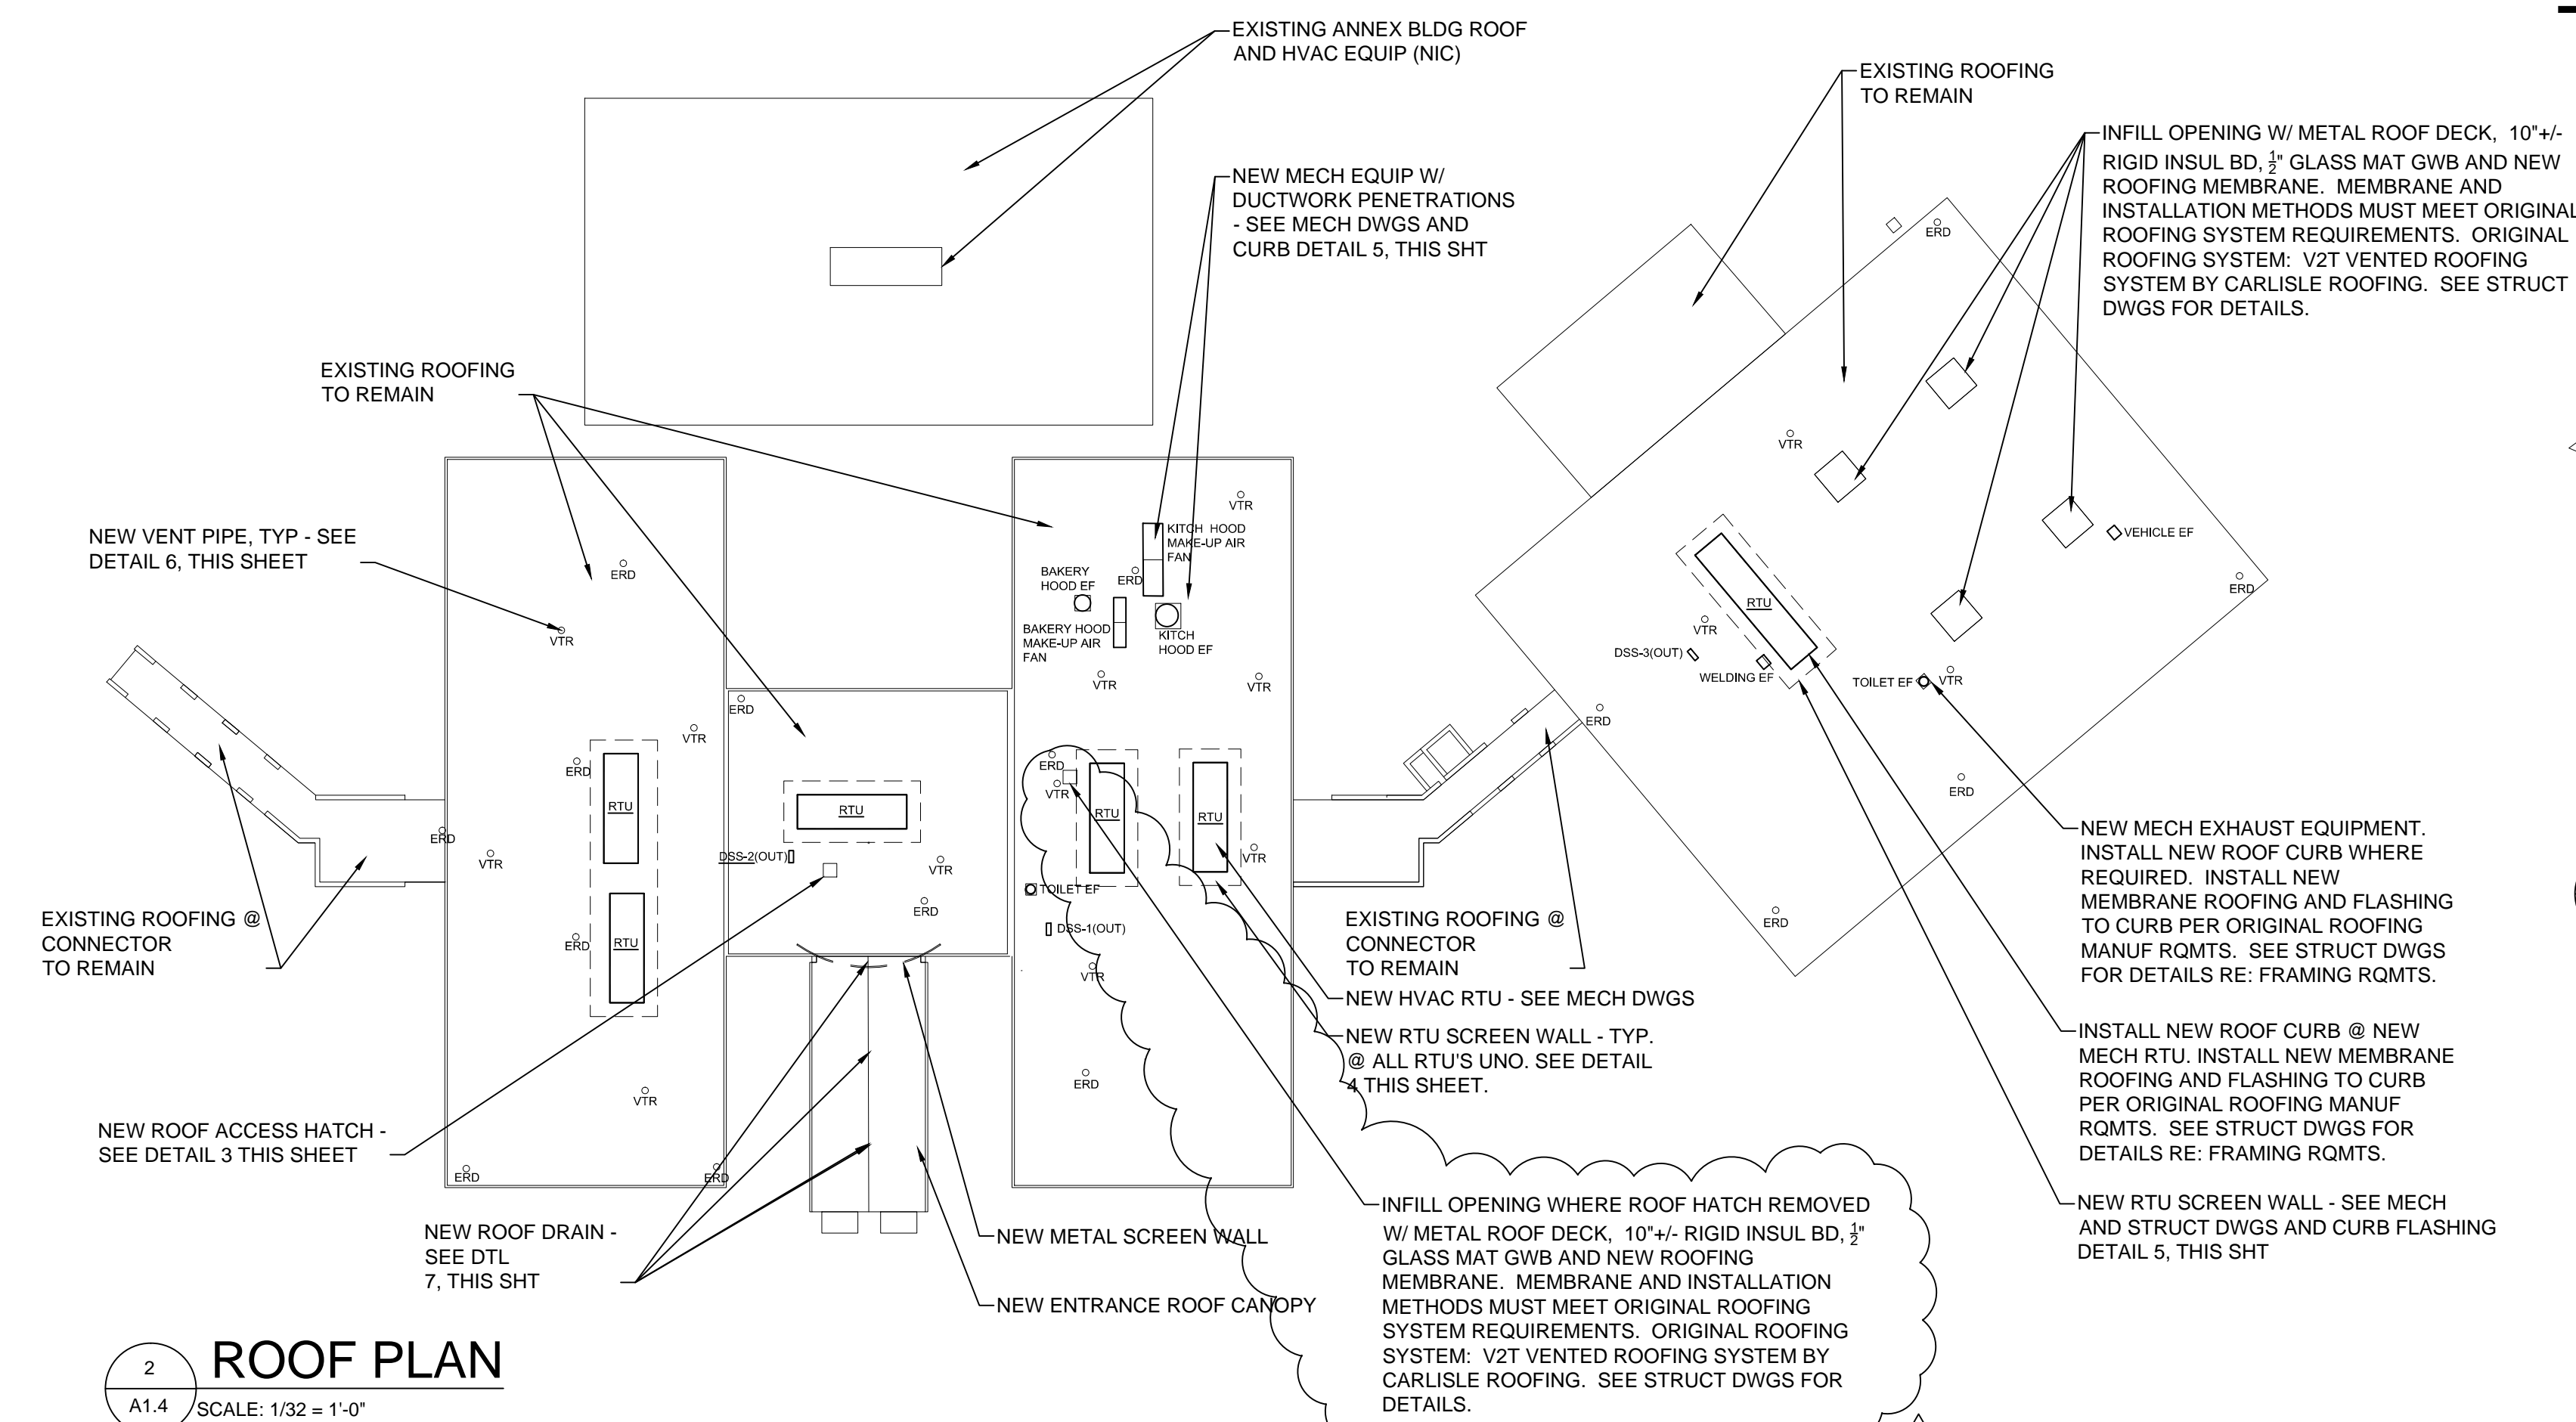 EXISTING ANNEX BLDG ROOF
AND HVAC EQUIP (NIC)
EXISTING ROOFING
TO REMAIN
INFILL OPENING W/ METAL ROOF DECK, 10"+/-
RIGID INSUL BD, ½" GLASS MAT GWB AND NEW
ROOFING MEMBRANE. MEMBRANE AND
INSTALLATION METHODS MUST MEET ORIGINAL
ROOFING SYSTEM REQUIREMENTS. ORIGINAL
ROOFING SYSTEM: V2T VENTED ROOFING
SYSTEM BY CARLISLE ROOFING. SEE STRUCT
DWGS FOR DETAILS.
NEW MECH EQUIP W/
DUCTWORK PENETRATIONS
- SEE MECH DWGS AND
CURB DETAIL 5, THIS SHT
EXISTING ROOFING
TO REMAIN
NEW VENT PIPE, TYP - SEE
DETAIL 6, THIS SHEET
EXISTING ROOFING @
CONNECTOR
TO REMAIN
NEW ROOF ACCESS HATCH -
SEE DETAIL 3 THIS SHEET
NEW ROOF DRAIN -
SEE DTL
7, THIS SHT
ERD
VTR
VTR
ERD
RTU
ERD
VTR
ERD
RTU
VTR
ERD
ERD
ERD
RTU
DSS-2(OUT)
VTR
ERD
VTR
KITCH HOOD
MAKE-UP AIR
FAN
BAKERY
HOOD EF
ERD
BAKERY HOOD
MAKE-UP AIR
FAN
KITCH
HOOD EF
VTR
VTR
ERD
VTR
RTU
RTU
VTR
TOILET EF
DSS-1(OUT)
VTR
ERD
ERD
VTR
VEHICLE EF
ERD
RTU
VTR
DSS-3(OUT)
WELDING EF
TOILET EF
VTR
ERD
ERD
ERD
EXISTING ROOFING @
CONNECTOR
TO REMAIN
NEW HVAC RTU - SEE MECH DWGS
NEW RTU SCREEN WALL - TYP.
@ ALL RTU'S UNO. SEE DETAIL
4 THIS SHEET.
NEW MECH EXHAUST EQUIPMENT.
INSTALL NEW ROOF CURB WHERE
REQUIRED. INSTALL NEW
MEMBRANE ROOFING AND FLASHING
TO CURB PER ORIGINAL ROOFING
MANUF RQMTS. SEE STRUCT DWGS
FOR DETAILS RE: FRAMING RQMTS.
INSTALL NEW ROOF CURB @ NEW
MECH RTU. INSTALL NEW MEMBRANE
ROOFING AND FLASHING TO CURB
PER ORIGINAL ROOFING MANUF
RQMTS. SEE STRUCT DWGS FOR
DETAILS RE: FRAMING RQMTS.
NEW RTU SCREEN WALL - SEE MECH
AND STRUCT DWGS AND CURB FLASHING
DETAIL 5, THIS SHT
NEW METAL SCREEN WALL
NEW ENTRANCE ROOF CANOPY
INFILL OPENING WHERE ROOF HATCH REMOVED
W/ METAL ROOF DECK, 10"+/- RIGID INSUL BD, ½"
GLASS MAT GWB AND NEW ROOFING
MEMBRANE. MEMBRANE AND INSTALLATION
METHODS MUST MEET ORIGINAL ROOFING
SYSTEM REQUIREMENTS. ORIGINAL ROOFING
SYSTEM: V2T VENTED ROOFING SYSTEM BY
CARLISLE ROOFING. SEE STRUCT DWGS FOR
DETAILS.
2
A1.4
ROOF PLAN
SCALE: 1/32 = 1'-0"